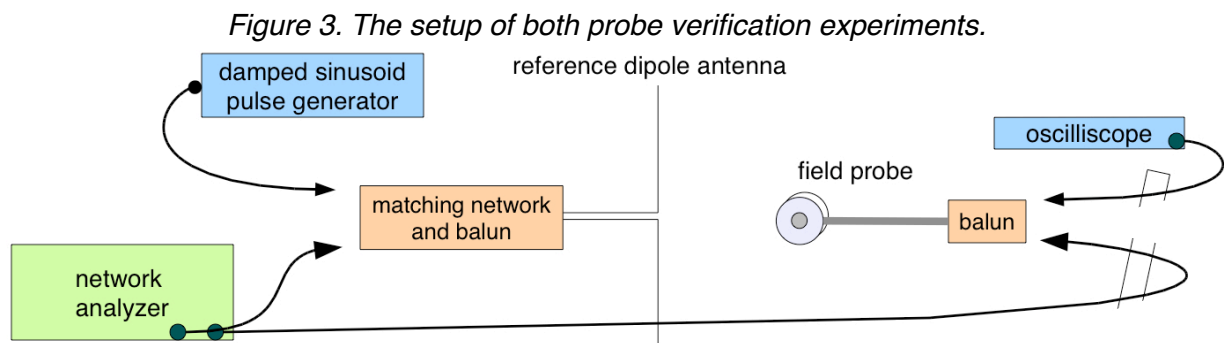 Figure 3. The setup of both probe verification experiments.
damped sinusoid
pulse generator
reference dipole antenna
oscilliscope
field probe
matching network
and balun
balun
network
analyzer